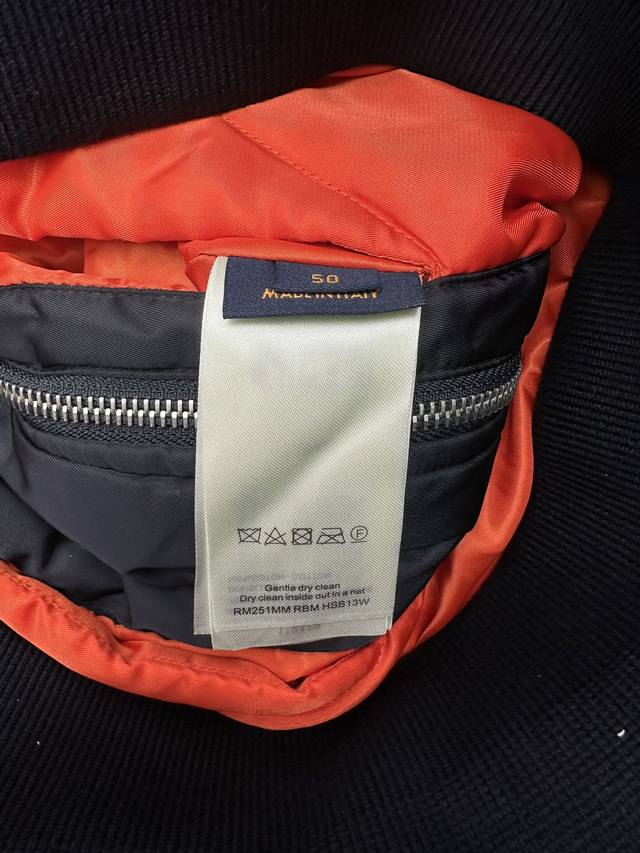 50
MADE IN ITALY
Gentle dry clean
Dry clean inside out in a net
RM251MM RBM HSB13W